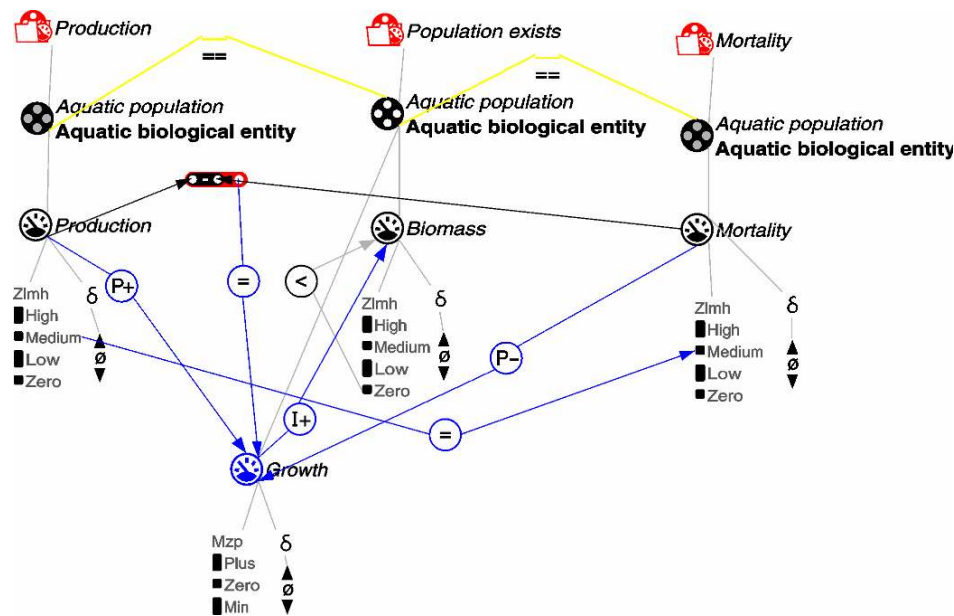 Production
Population exists
Mortality
==
==
Aquatic population
Aquatic biological entity
Aquatic population
Aquatic biological entity
Aquatic population
Aquatic biological entity
-
Production
Biomass
Mortality
P+
=
<
Zlmh
δ
High
Medium
ø
Low
Zero
Zlmh
δ
High
Medium
ø
Low
Zero
Zlmh
δ
High
Medium
ø
Low
Zero
P-
I+
=
Growth
Mzp
δ
Plus
Zero
ø
Min